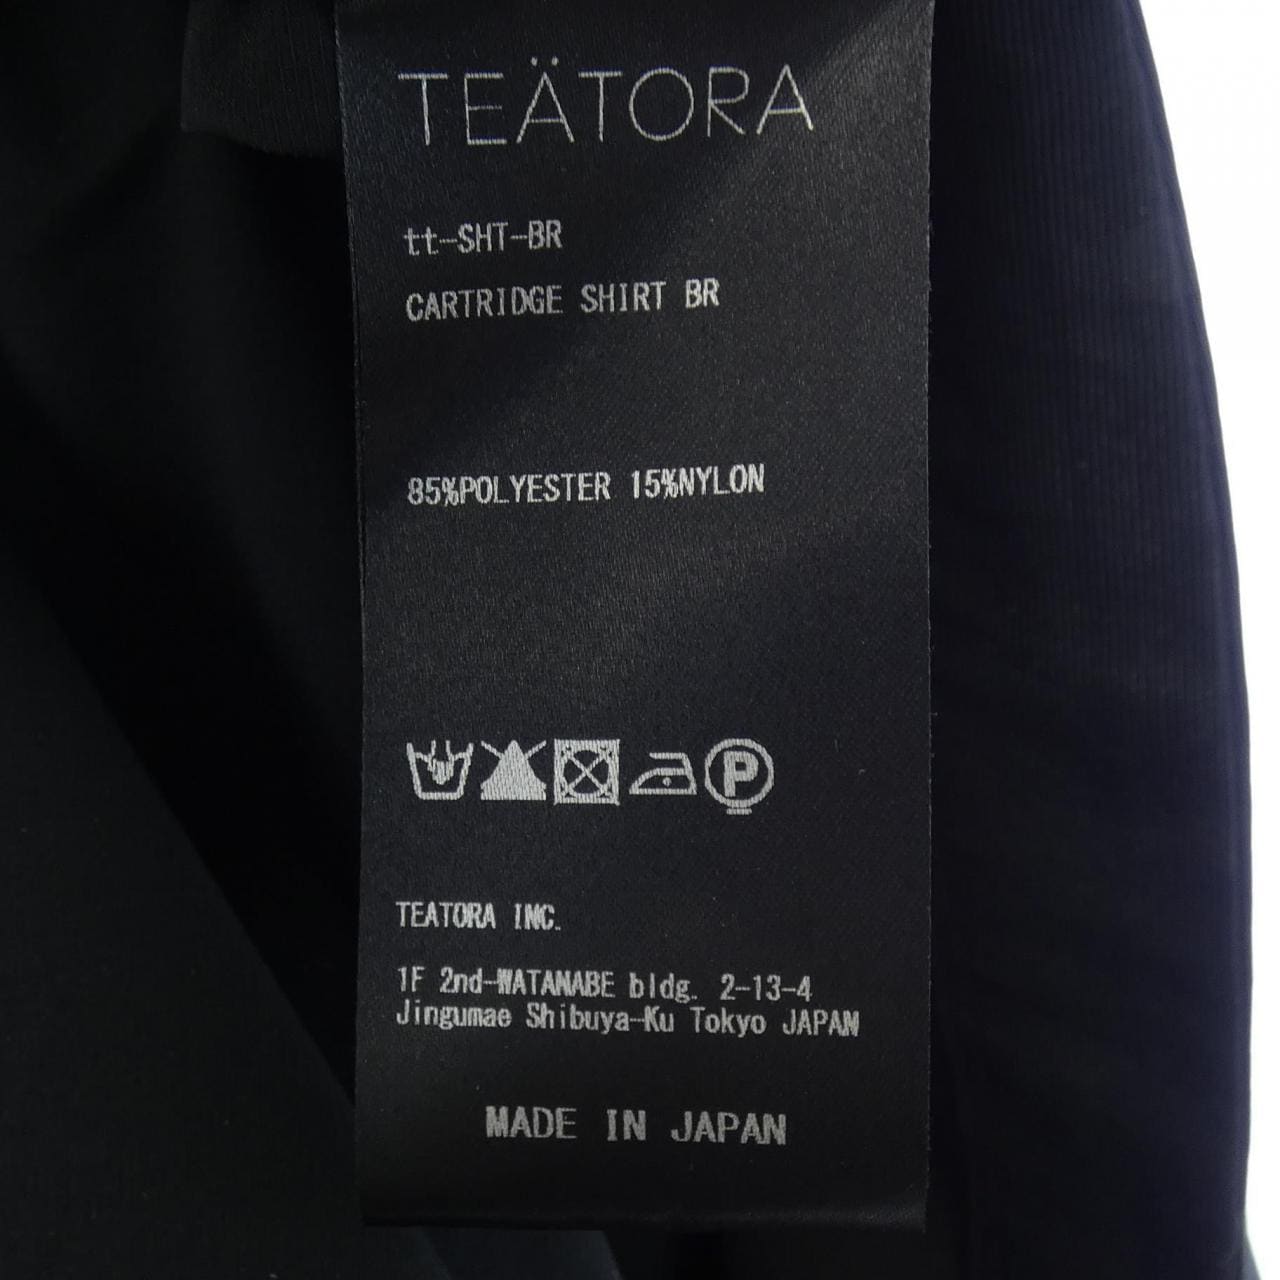 TEÄTORA
tt-SHT-BR
CARTRIDGE SHIRT BR
85%POLYESTER 15%NYLON
P
TEATORA INC.
1F 2nd-WATANABE bldg. 2-13-4
Jingumae Shibuya-Ku Tokyo JAPAN
MADE IN JAPAN